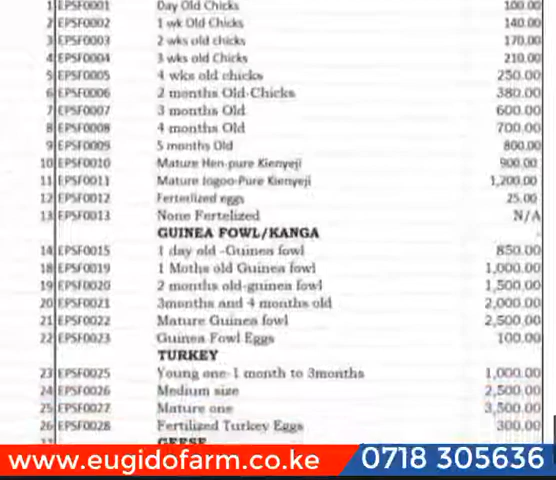 1 EPSF0001 Day Old Chicks 100.00
2 EPSF0002 1 wk Old Chicks 140.00
3 EPSF0003 2 wks old chicks 170.00
4 EPSF0004 3 wks Old Chicks 210.00
5 EPSF0005 4 wks old chicks 250.00
6 EPSF0006 2 months Old-Chicks 380.00
7 EPSF0007 3 months Old 600.00
8 EPSF0008 4 months Old 700.00
9 EPSF0009 5 months Old 800.00
10 EPSF0010 Mature Hen-pure Kienyeji 900.00
11 EPSF0011 Mature Jogoo-Pure Kienyeji 1,200.00
12 EPSF0012 Ferterlized eggs 25.00
13 EPSF0013 None Fertelized N/A
GUINEA FOWL/KANGA
14 EPSF0015 1 day old -Guinea fowl 850.00
18 EPSF0019 1 Moths old Guinea fowl 1,000.00
19 EPSF0020 2 months old-guinea fowl 1,500.00
20 EPSF0021 3months and 4 months old 2,000.00
21 EPSF0022 Mature Guinea fowl 2,500.00
22 EPSF0023 Guinea Fowl Eggs 100.00
TURKEY
23 EPSF0025 Young one-1 month to 3months 1,000.00
24 EPSF0026 Medium size 2,500.00
25 EPSF0027 Mature one 3,500.00
26 EPSF0028 Fertilized Turkey Eggs 300.00
GEESE
www.eugidofarm.co.ke 0718 305636